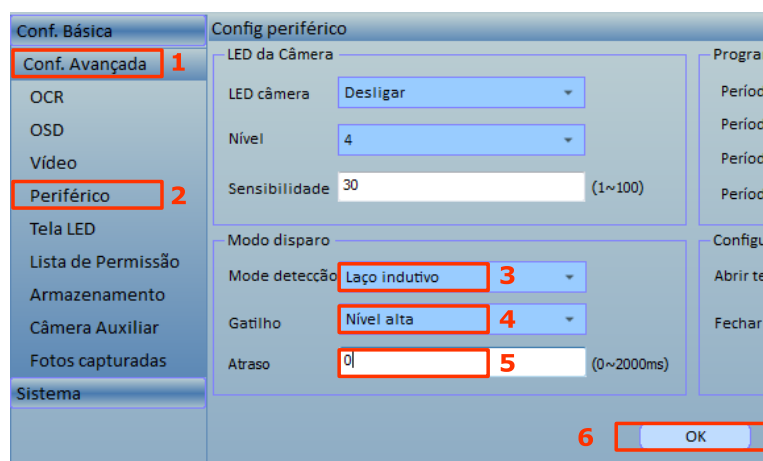 Conf. Básica
Conf. Avançada 1
OCR
OSD
Vídeo
Periférico 2
Tela LED
Lista de Permissão
Armazenamento
Câmera Auxiliar
Fotos capturadas
Sistema
Config periférico
LED da Câmera
LED câmera Desligar
Nível 4
Sensibilidade 30 (1~100)
Modo disparo
Mode detecção Laço indutivo 3
Gatilho Nível alta 4
Atraso 0 5 (0~2000ms)
Progra
Períod
Períod
Períod
Períod
Configu
Abrir te
Fechar
6 OK